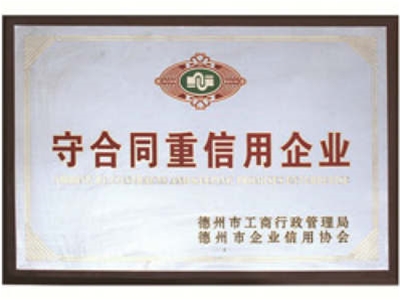 守合同重信用企业
德州市工商行政管理局
德州市企业信用协会